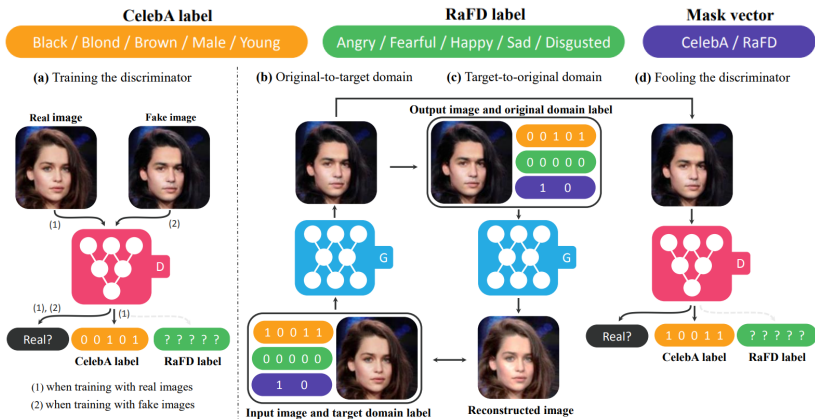 CelebA label
RaFD label
Mask vector
Black / Blond / Brown / Male / Young
Angry / Fearful / Happy / Sad / Disgusted
CelebA / RaFD
(a) Training the discriminator
(b) Original-to-target domain
(c) Target-to-original domain
(d) Fooling the discriminator
Real image
Fake image
(1)
(2)
D
(1), (2)
(1)
Real?
0 0 1 0 1
? ? ? ? ?
CelebA label
RaFD label
(1) when training with real images
(2) when training with fake images
G
1 0 0 1 1
0 0 0 0 0
1 0
Input image and target domain label
Output image and original domain label
0 0 1 0 1
0 0 0 0 0
1 0
G
Reconstructed image
D
Real?
1 0 0 1 1
? ? ? ? ?
CelebA label
RaFD label